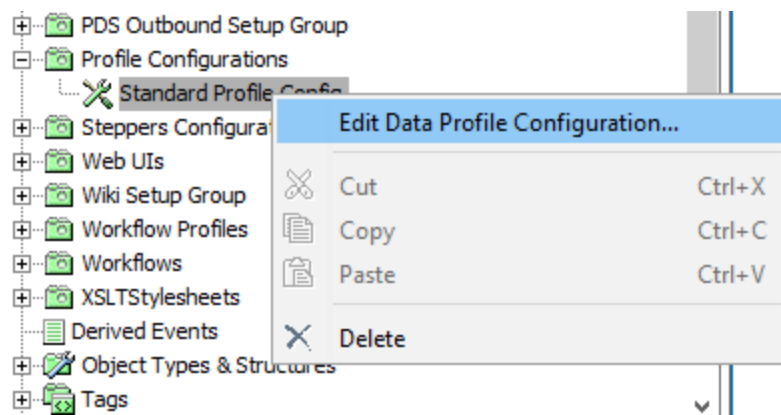 PDS Outbound Setup Group
Profile Configurations
Standard Profile Config
Edit Data Profile Configuration...
Steppers Configurat
Web UIs
Cut Ctrl+X
Wiki Setup Group
Workflow Profiles
Copy Ctrl+C
Workflows
Paste Ctrl+V
XSLTStylesheets
Derived Events
Delete
Object Types & Structures
Tags